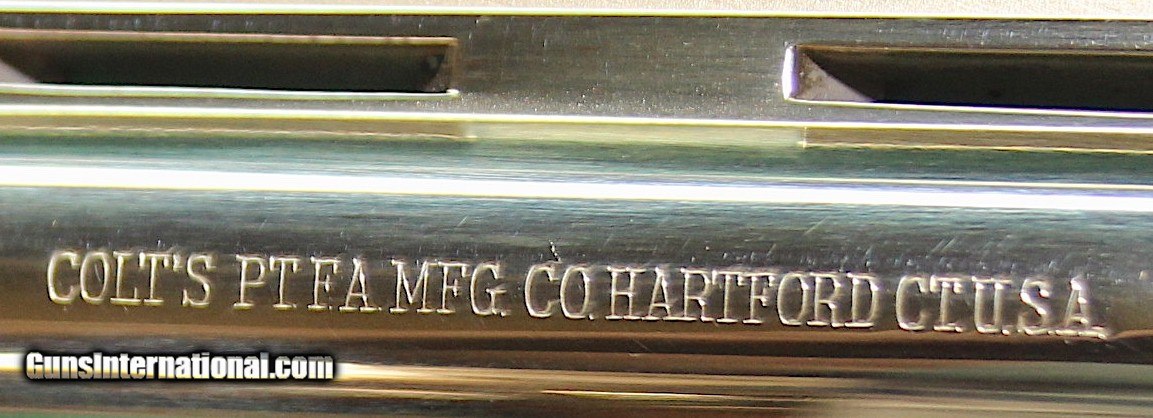 COLT'S PT.F.A.MFG. CO.HARTFORD CT.U.S.A.
GunsInternational.com